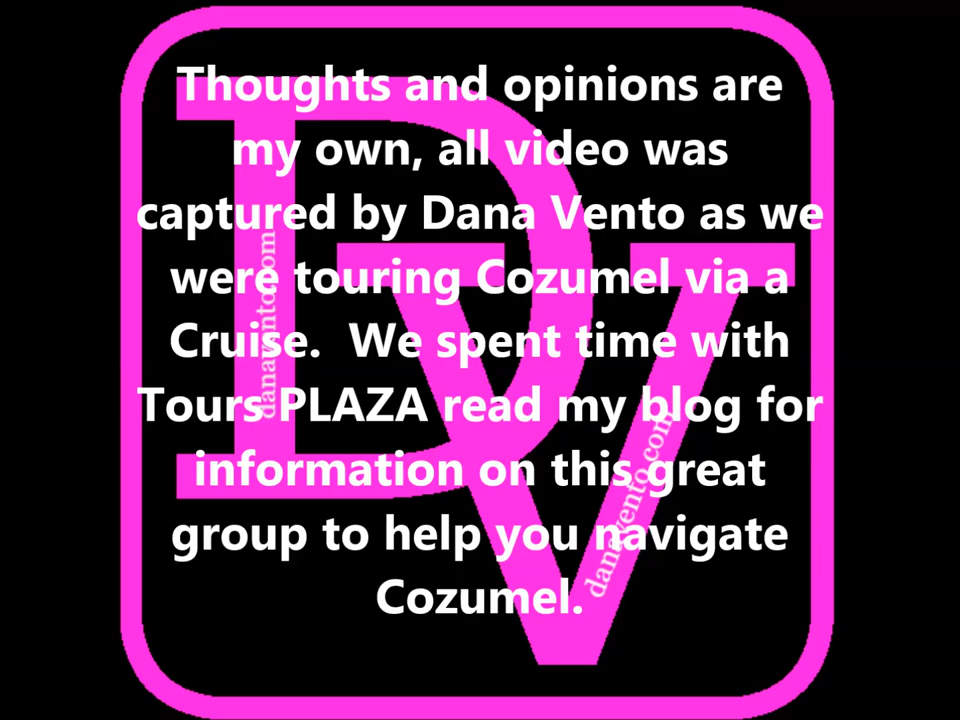 Thoughts and opinions are
my own, all video was
captured by Dana Vento as we
were touring Cozumel via a
Cruise.  We spent time with
Tours PLAZA read my blog for
information on this great
group to help you navigate
Cozumel.
DV
danavento.com
danavento.com